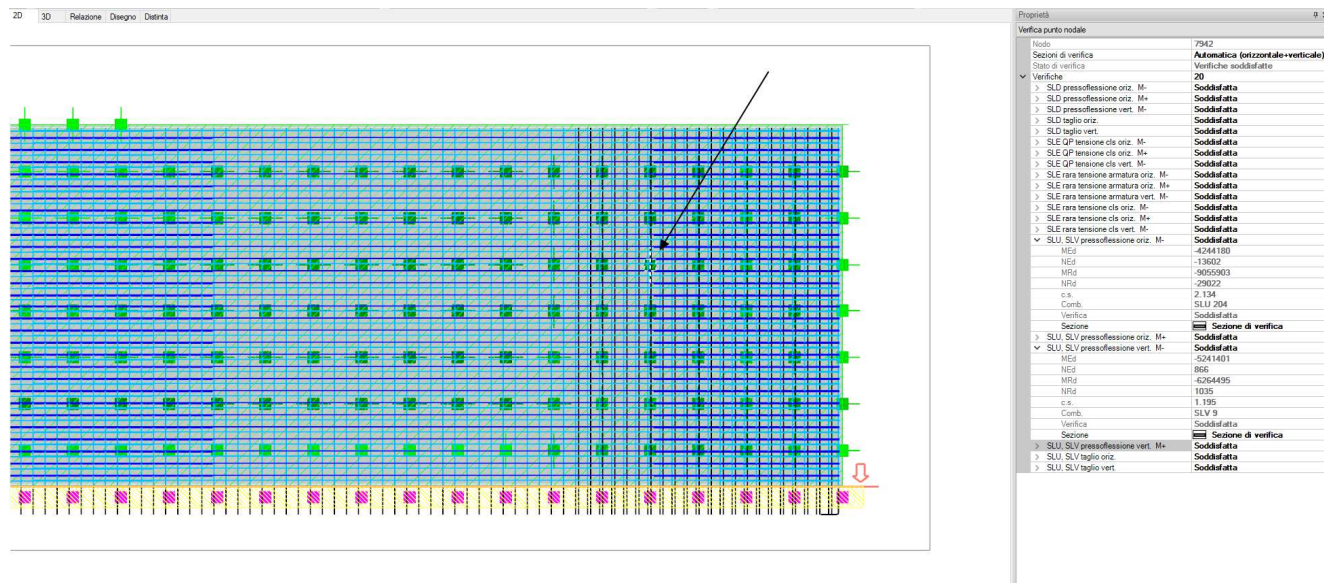 2D 3D Relazione Disegno Distinta
Proprietà
Verifica punto nodale
Nodo 7942
Sezioni di verifica Automatica (orizzontale+verticale)
Stato di verifica Verifiche soddisfatte
Verifiche 20
SLD pressoflessione oriz. M- Soddisfatta
SLD pressoflessione oriz. M+ Soddisfatta
SLD pressoflessione vert. M- Soddisfatta
SLD taglio oriz. Soddisfatta
SLD taglio vert. Soddisfatta
SLE QP tensione cls oriz. M- Soddisfatta
SLE QP tensione cls oriz. M+ Soddisfatta
SLE QP tensione cls vert. M- Soddisfatta
SLE rara tensione armatura oriz. M- Soddisfatta
SLE rara tensione armatura oriz. M+ Soddisfatta
SLE rara tensione armatura vert. M- Soddisfatta
SLE rara tensione cls oriz. M- Soddisfatta
SLE rara tensione cls oriz. M+ Soddisfatta
SLE rara tensione cls vert. M- Soddisfatta
SLU, SLV pressoflessione oriz. M- Soddisfatta
MEd -4244180
NEd -13602
MRd -9055903
NRd -29022
c.s. 2.134
Comb. SLU 204
Verifica Soddisfatta
Sezione Sezione di verifica
SLU, SLV pressoflessione oriz. M+ Soddisfatta
SLU, SLV pressoflessione vert. M- Soddisfatta
MEd -5241401
NEd 866
MRd -6264495
NRd 1035
c.s. 1.195
Comb. SLV 9
Verifica Soddisfatta
Sezione Sezione di verifica
SLU, SLV pressoflessione vert. M+ Soddisfatta
SLU, SLV taglio oriz. Soddisfatta
SLU, SLV taglio vert. Soddisfatta